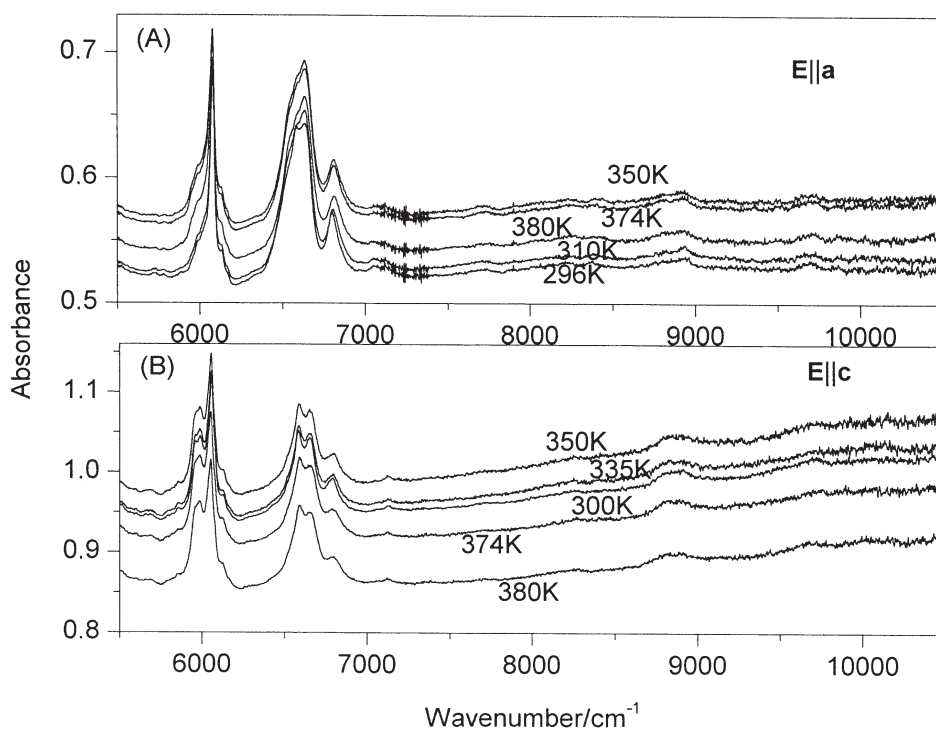 (A)
E||a
0.7
0.6
0.5
350K
380K
374K
310K
296K
6000 7000 8000 9000 10000
Absorbance
(B)
E||c
1.1
1.0
0.9
0.8
350K
335K
300K
374K
380K
6000 7000 8000 9000 10000
Wavenumber/cm⁻¹